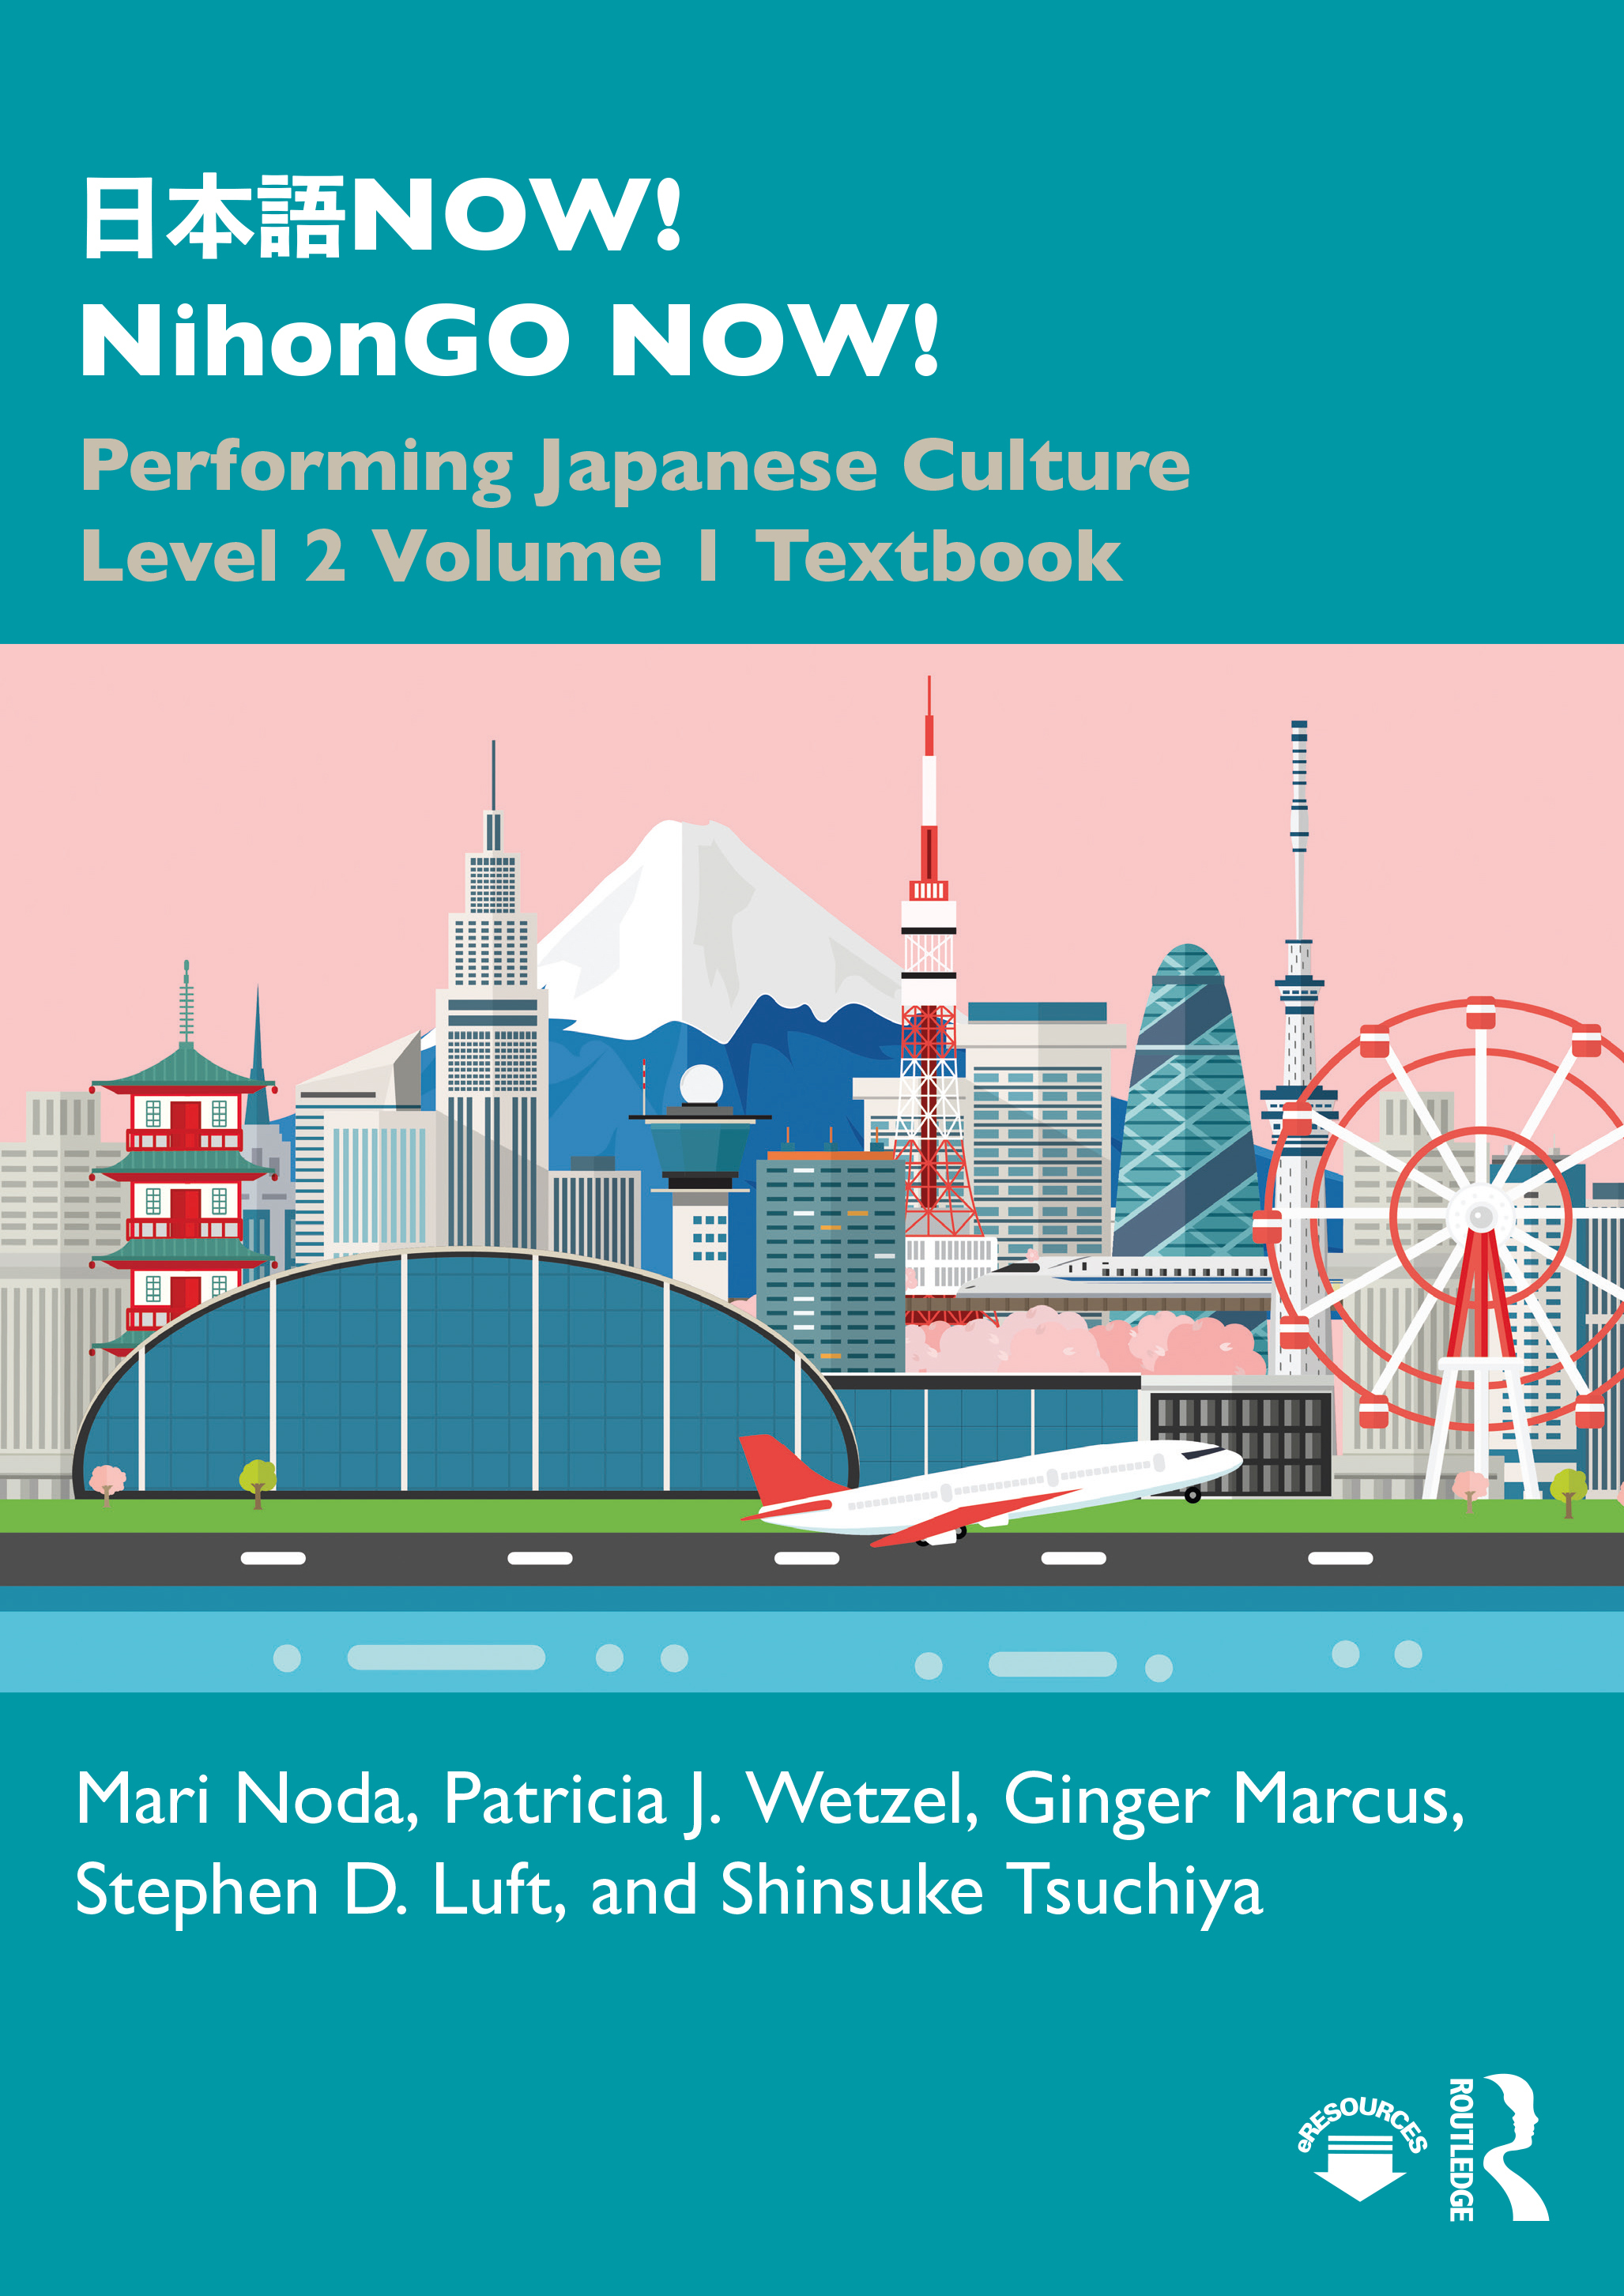 日本語NOW!
NihonGO NOW!
Performing Japanese Culture
Level 2 Volume 1 Textbook
Mari Noda, Patricia J. Wetzel, Ginger Marcus,
Stephen D. Luft, and Shinsuke Tsuchiya
eRESOURCES
ROUTLEDGE